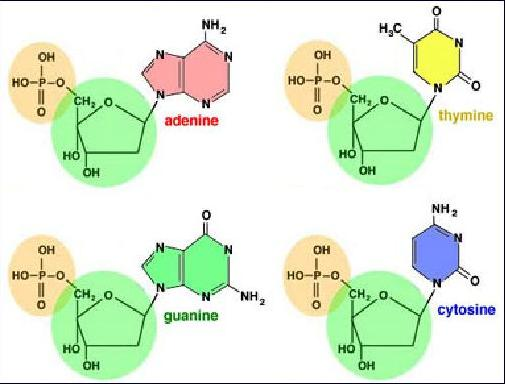 NH₂
OH
HO-P-O
O
CH₂
O
N
N
N
N
HO
OH
adenine
O
H₃C
N
O
N
OH
HO-P-O
O
CH₂
O
HO
OH
thymine
O
N
N
N
N
NH₂
OH
HO-P-O
O
CH₂
O
HO
OH
guanine
NH₂
N
O
N
OH
HO-P-O
O
CH₂
O
HO
OH
cytosine